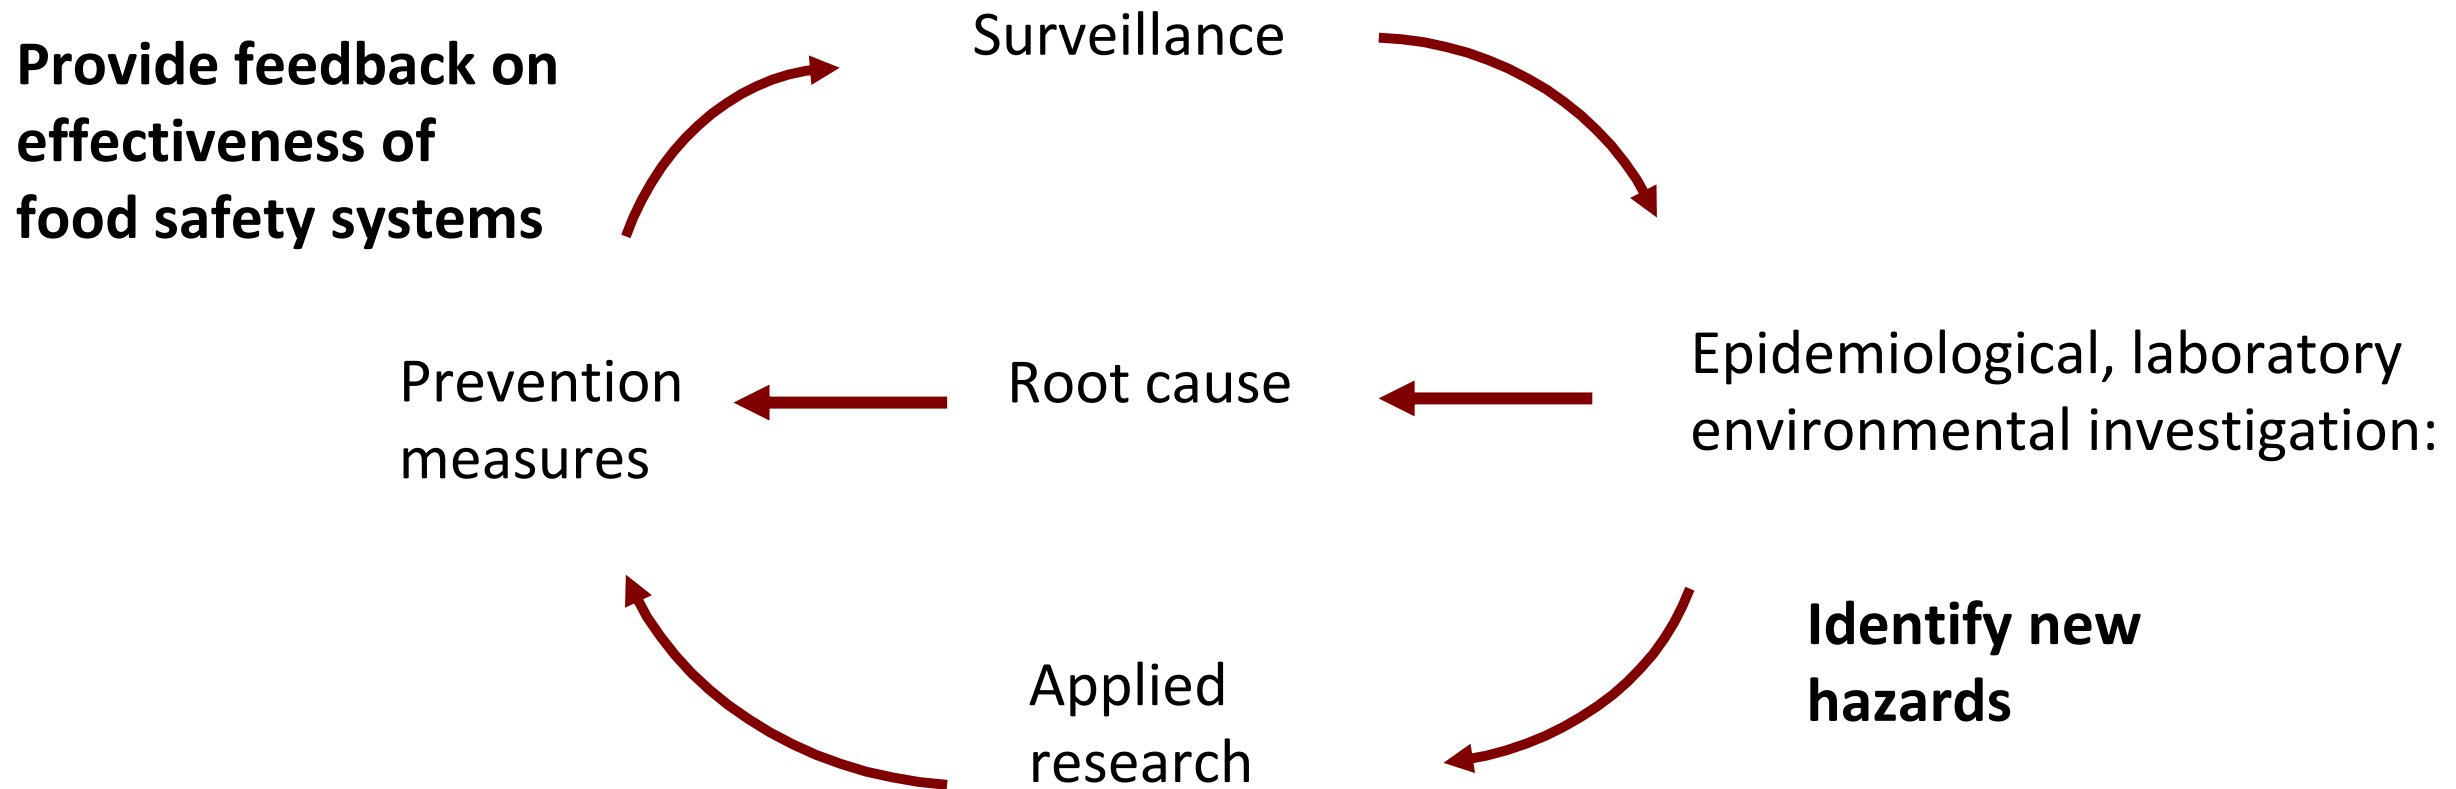 Surveillance
Provide feedback on
effectiveness of
food safety systems
Epidemiological, laboratory
environmental investigation:
Root cause
Prevention
measures
Identify new
hazards
Applied
research